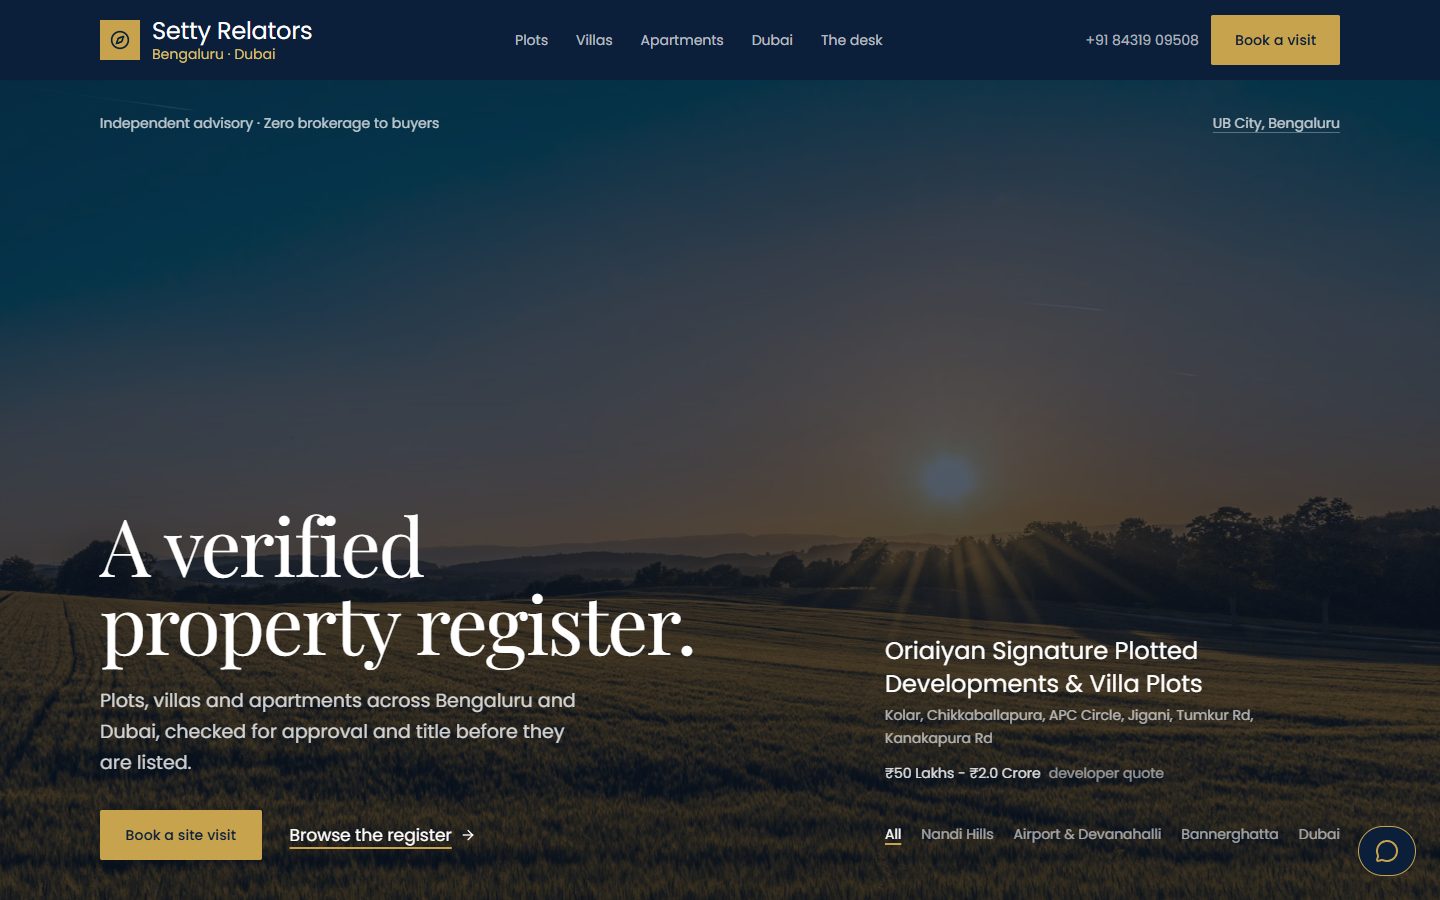 Setty Relators
Bengaluru · Dubai
Plots
Villas
Apartments
Dubai
The desk
+91 84319 09508
Book a visit
Independent advisory · Zero brokerage to buyers
UB City, Bengaluru
A verified
property register.
Plots, villas and apartments across Bengaluru and
Dubai, checked for approval and title before they
are listed.
Book a site visit
Browse the register →
Oriaiyan Signature Plotted
Developments & Villa Plots
Kolar, Chikkaballapura, APC Circle, Jigani, Tumkur Rd,
Kanakapura Rd
₹50 Lakhs - ₹2.0 Crore developer quote
All
Nandi Hills
Airport & Devanahalli
Bannerghatta
Dubai